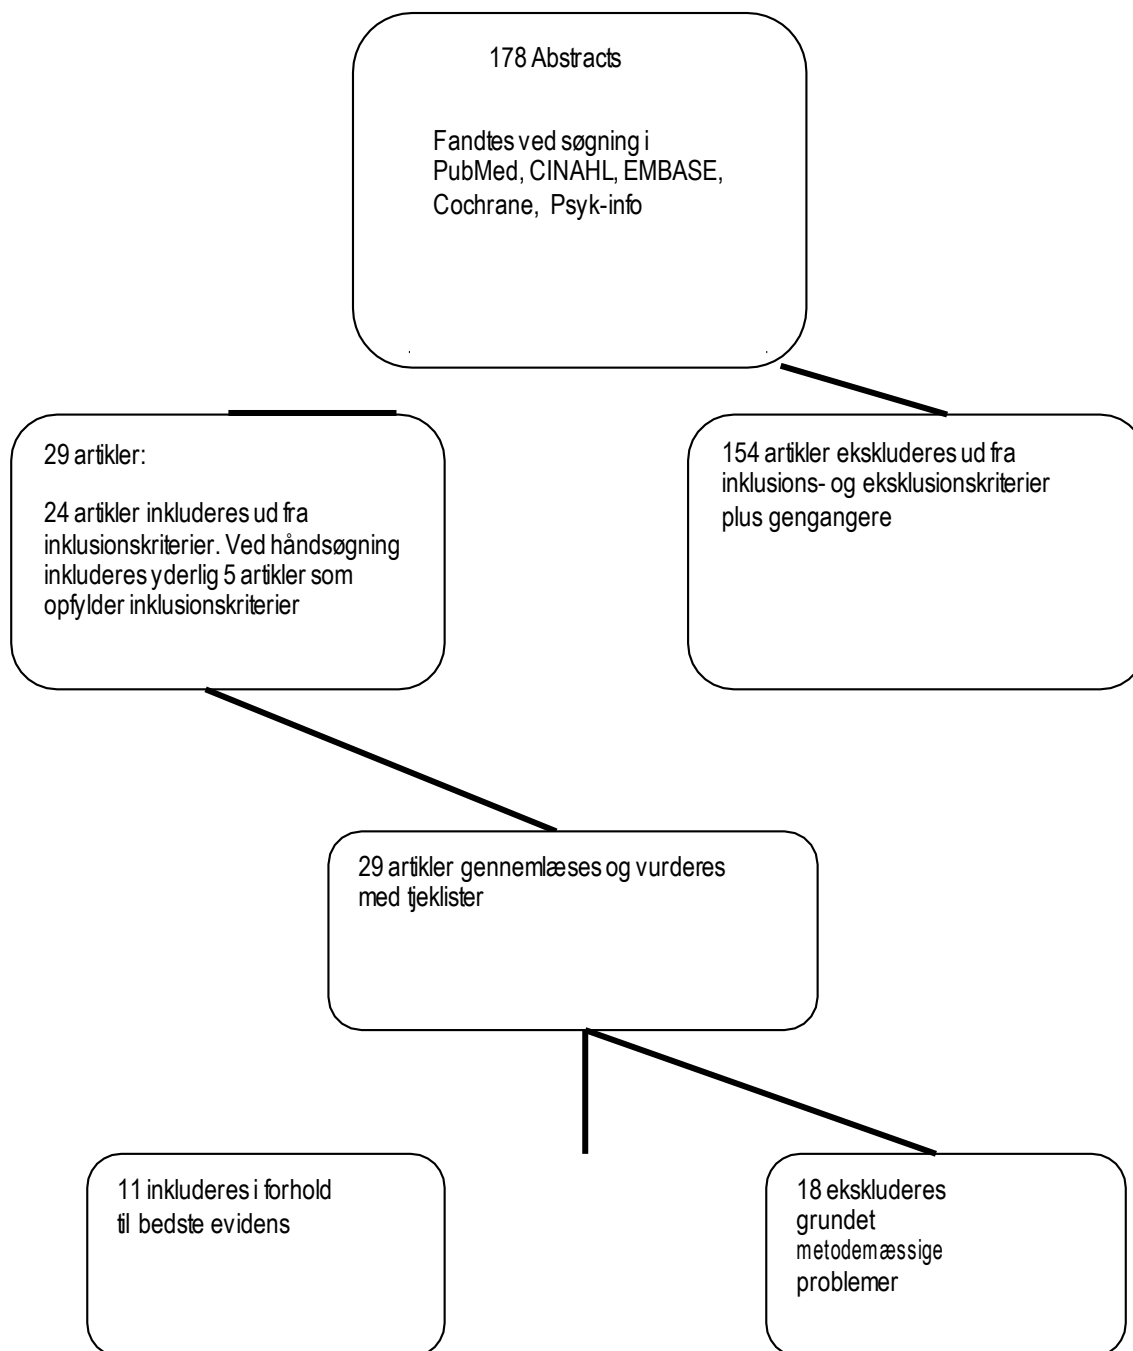 178 Abstracts
Fandtes ved søgning i
PubMed, CINAHL, EMBASE,
Cochrane, Psyk-info
29 artikler:
24 artikler inkluderes ud fra
inklusionskriterier. Ved håndsøgning
inkluderes yderlig 5 artikler som
opfylder inklusionskriterier
154 artikler ekskluderes ud fra
inklusions- og eksklusionskriterier
plus gengangere
29 artikler gennemlæses og vurderes
med tjeklister
11 inkluderes i forhold
til bedste evidens
18 ekskluderes
grundet
metodemæssige
problemer